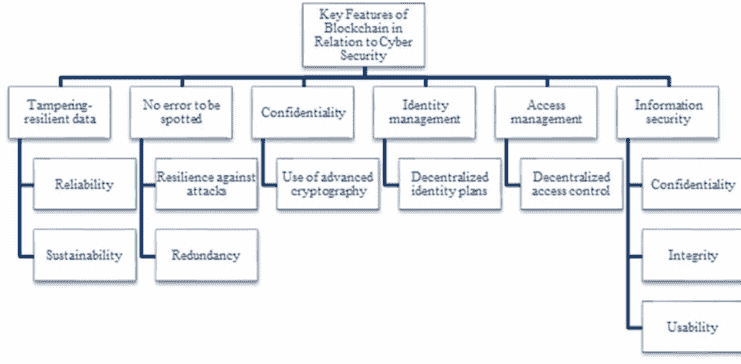 Key Features of
Blockchain in
Relation to Cyber
Security
Tampering-
resilient data
No error to be
spotted
Confidentiality
Identity
management
Access
management
Information
security
Reliability
Resilience against
attacks
Use of advanced
cryptography
Decentralized
identity plans
Decentralized
access control
Confidentiality
Sustainability
Redundancy
Integrity
Usability